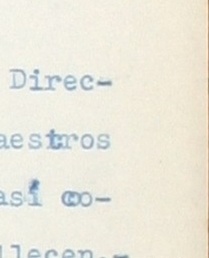 Direc-
aestros
así co-
llecen.-